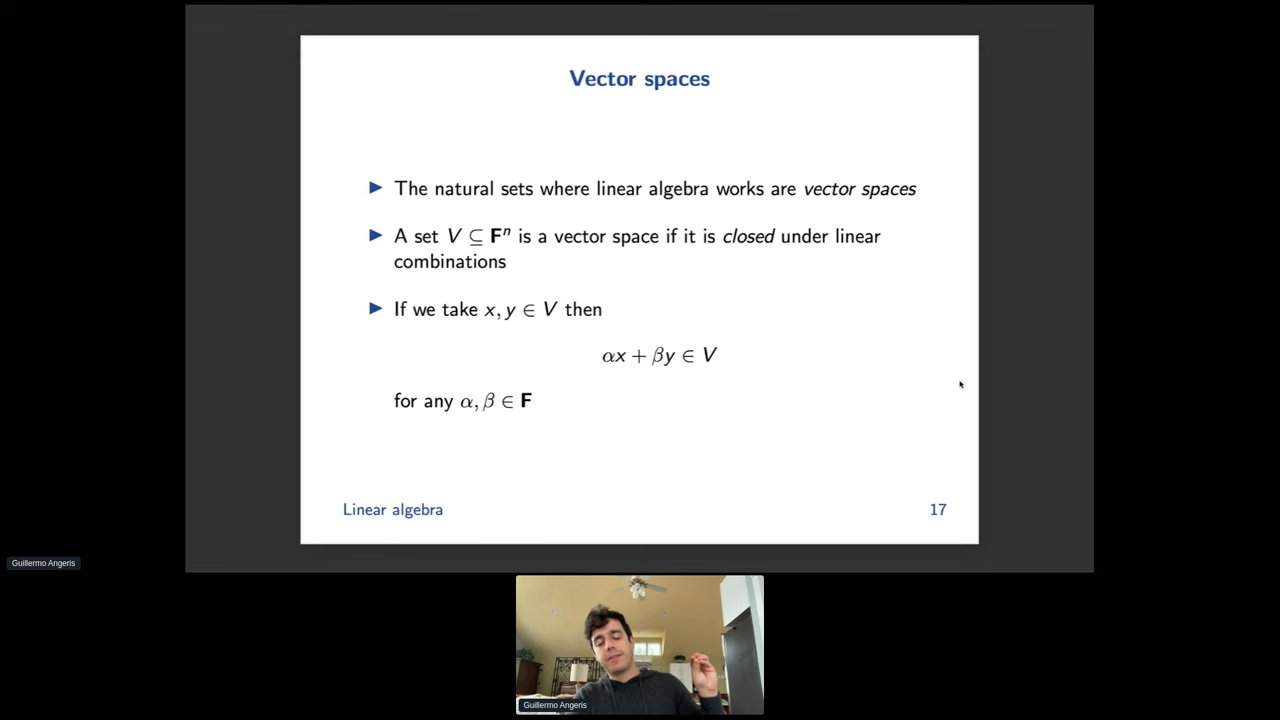 Vector spaces
▶ The natural sets where linear algebra works are vector spaces
▶ A set V ⊆ Fⁿ is a vector space if it is closed under linear
combinations
▶ If we take x, y ∈ V then
αx + βy ∈ V
for any α, β ∈ F
Linear algebra 17
Guillermo Angeris
Guillermo Angeris